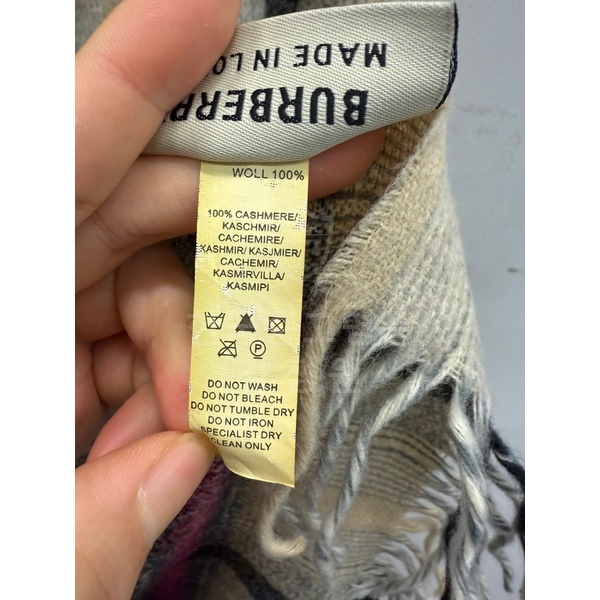 BURBERR
MADE IN LO
WOLL 100%
100% CASHMERE/
KASCHMIR/
CACHEMIRE/
KASHMIR/ KASJMIER/
CACHEMIR/
KASMIRVILLA/
KASMIPI
P
DO NOT WASH
DO NOT BLEACH
DO NOT TUMBLE DRY
DO NOT IRON
SPECIALIST DRY
CLEAN ONLY